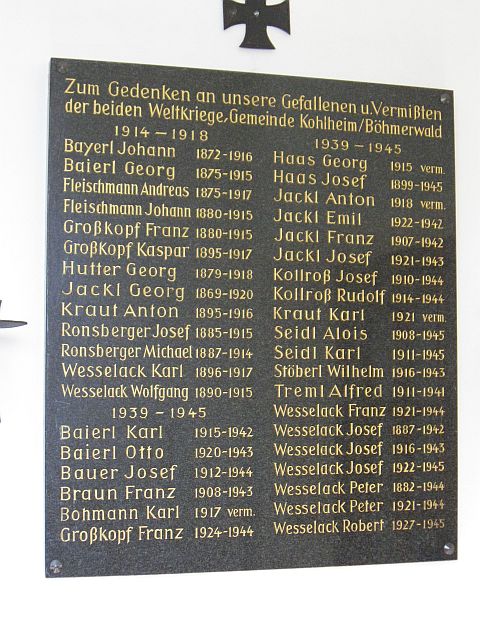 Zum Gedenken an unsere Gefallenen u. Vermißten
der beiden Weltkriege, Gemeinde Kohlheim/Böhmerwald
1914 – 1918
Bayerl Johann 1872-1916
Baierl Georg 1875-1915
Fleischmann Andreas 1875-1917
Fleischmann Johann 1880-1915
Großkopf Franz 1880-1915
Großkopf Kaspar 1895-1917
Hutter Georg 1879-1918
Jackl Georg 1869-1920
Kraut Anton 1895-1916
Ronsberger Josef 1885-1915
Ronsberger Michael 1887-1914
Wesselack Karl 1896-1917
Wesselack Wolfgang 1890-1915
1939 – 1945
Baierl Karl 1915-1942
Baierl Otto 1920-1943
Bauer Josef 1912-1944
Braun Franz 1908-1943
Bohmann Karl 1917 verm.
Großkopf Franz 1924-1944
1939 – 1945
Haas Georg 1915 verm.
Haas Josef 1899-1945
Jackl Anton 1918 verm.
Jackl Emil 1922-1942
Jackl Franz 1907-1942
Jackl Josef 1921-1943
Kollroß Josef 1910-1944
Kollroß Rudolf 1914-1944
Kraut Karl 1921 verm.
Seidl Alois 1908-1945
Seidl Karl 1911-1945
Stöberl Wilhelm 1916-1943
Treml Alfred 1911-1941
Wesselack Franz 1921-1944
Wesselack Josef 1887-1942
Wesselack Josef 1916-1943
Wesselack Josef 1922-1945
Wesselack Peter 1882-1944
Wesselack Peter 1921-1944
Wesselack Robert 1927-1945